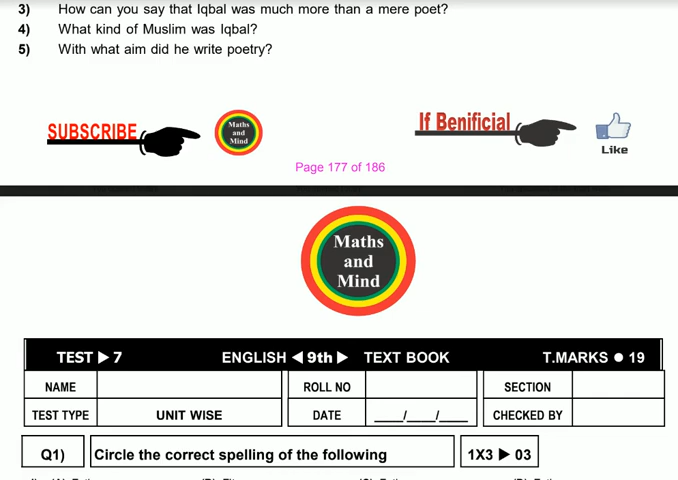 3) How can you say that Iqbal was much more than a mere poet?
4) What kind of Muslim was Iqbal?
5) With what aim did he write poetry?
SUBSCRIBE
Maths
and
Mind
If Benificial
Like
Page 177 of 186
Maths
and
Mind
TEST ▶ 7 ENGLISH ◀ 9th ▶ TEXT BOOK T.MARKS ● 19
NAME ROLL NO SECTION
TEST TYPE UNIT WISE DATE ____/____/____ CHECKED BY
Q1) Circle the correct spelling of the following 1X3 ▶ 03